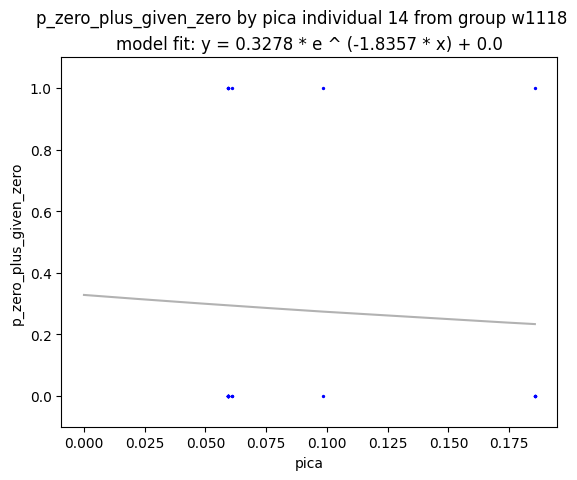 p_zero_plus_given_zero by pica individual 14 from group w1118
model fit: y = 0.3278 * e ^ (-1.8357 * x) + 0.0
1.0
0.8
0.6
0.4
0.2
0.0
p_zero_plus_given_zero
0.000 0.025 0.050 0.075 0.100 0.125 0.150 0.175
pica